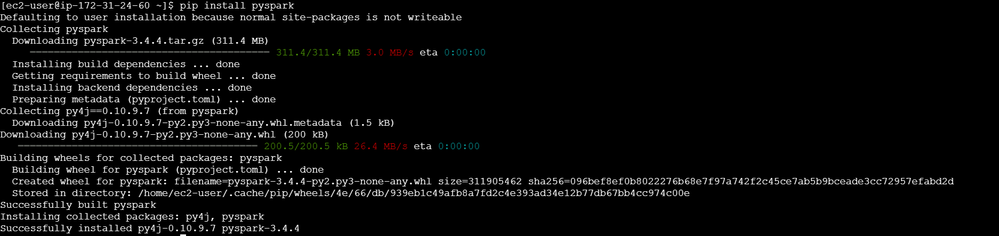 [ec2-user@ip-172-31-24-60 ~]$ pip install pyspark
Defaulting to user installation because normal site-packages is not writeable
Collecting pyspark
  Downloading pyspark-3.4.4.tar.gz (311.4 MB)
     ━━━━━━━━━━━━━━━━━━━━━━━━━━━━━━━━━━━━━━━━ 311.4/311.4 MB 3.0 MB/s eta 0:00:00
  Installing build dependencies ... done
  Getting requirements to build wheel ... done
  Installing backend dependencies ... done
  Preparing metadata (pyproject.toml) ... done
Collecting py4j==0.10.9.7 (from pyspark)
  Downloading py4j-0.10.9.7-py2.py3-none-any.whl.metadata (1.5 kB)
Downloading py4j-0.10.9.7-py2.py3-none-any.whl (200 kB)
   ━━━━━━━━━━━━━━━━━━━━━━━━━━━━━━━━━━━━━━━━ 200.5/200.5 kB 26.4 MB/s eta 0:00:00
Building wheels for collected packages: pyspark
  Building wheel for pyspark (pyproject.toml) ... done
  Created wheel for pyspark: filename=pyspark-3.4.4-py2.py3-none-any.whl size=311905462 sha256=096bef8ef0b8022276b68e7f97a742f2c45ce7ab5b9bceade3cc72957efabd2d
  Stored in directory: /home/ec2-user/.cache/pip/wheels/4e/66/db/939eb1c49afb8a7fd2c4e393ad34e12b77db67bb4cc974c00e
Successfully built pyspark
Installing collected packages: py4j, pyspark
Successfully installed py4j-0.10.9.7 pyspark-3.4.4